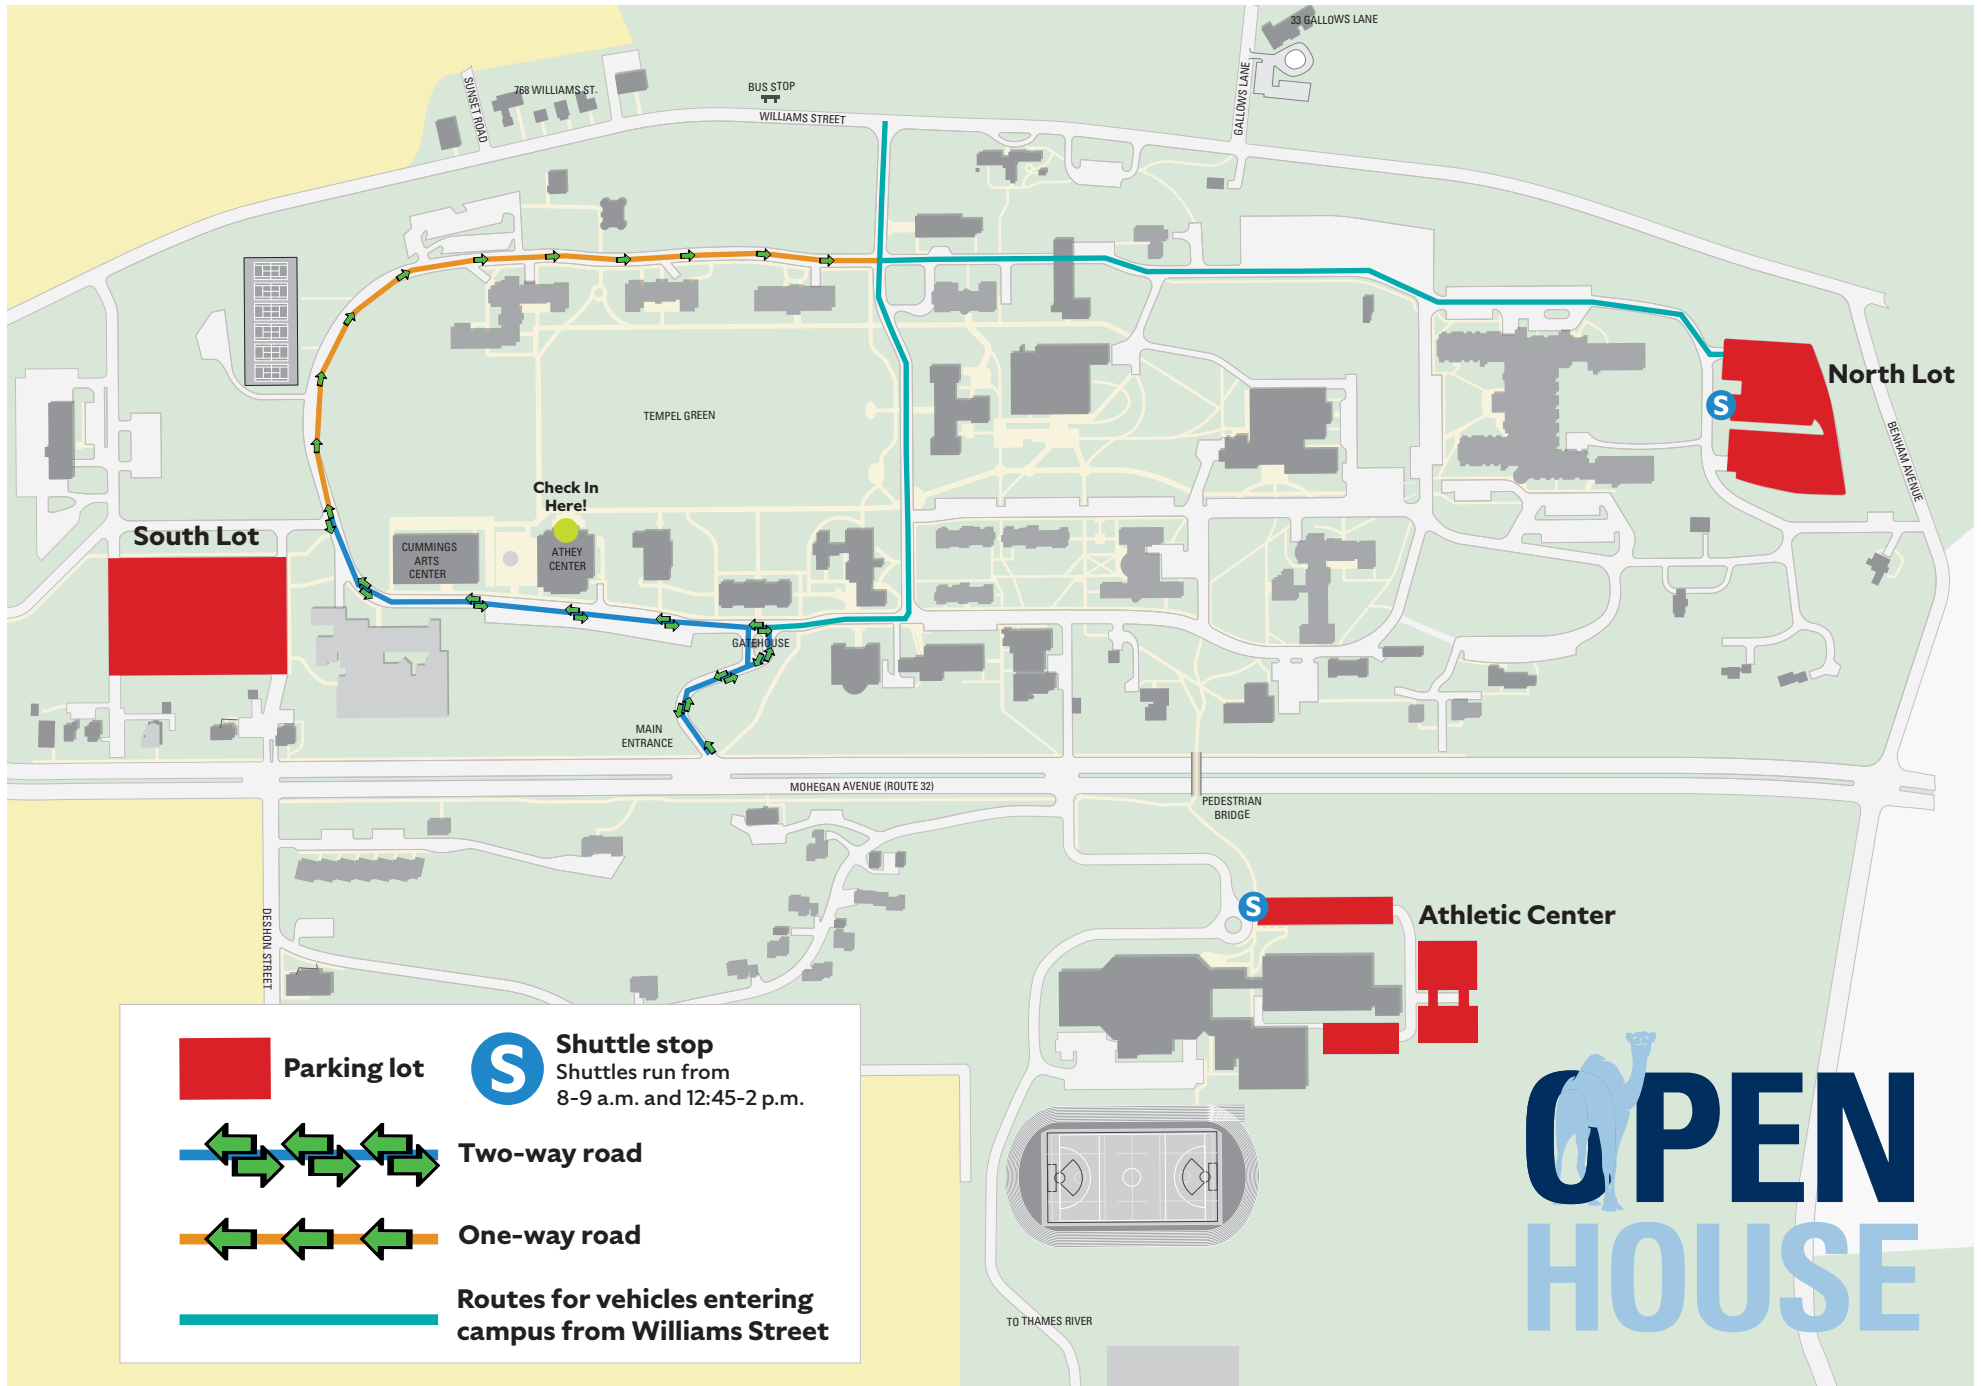 33 GALLOWS LANE
SUNSET ROAD
768 WILLIAMS ST.
BUS STOP
WILLIAMS STREET
GALLOWS LANE
North Lot
S
BENHAM AVENUE
TEMPEL GREEN
Check In
Here!
South Lot
CUMMINGS
ARTS
CENTER
ATHEY
CENTER
GATEHOUSE
MAIN
ENTRANCE
MOHEGAN AVENUE (ROUTE 32)
PEDESTRIAN
BRIDGE
S
Athletic Center
DESHON STREET
Parking lot
S
Shuttle stop
Shuttles run from
8-9 a.m. and 12:45-2 p.m.
Two-way road
One-way road
Routes for vehicles entering
campus from Williams Street
TO THAMES RIVER
OPEN
HOUSE